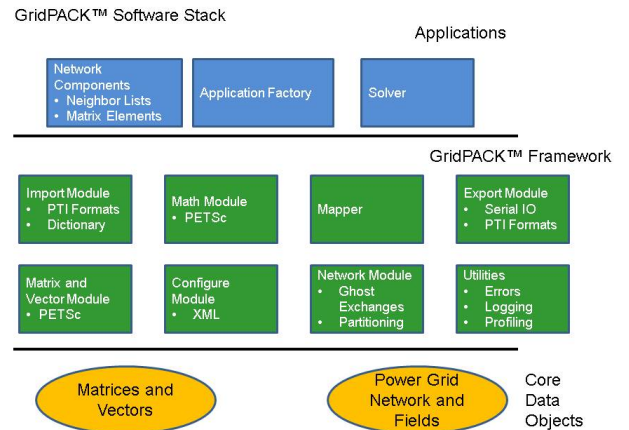 GridPACK™ Software Stack
Applications
Network
Components
• Neighbor Lists
• Matrix Elements
Application Factory
Solver
GridPACK™ Framework
Import Module
• PTI Formats
• Dictionary
Math Module
• PETSc
Mapper
Export Module
• Serial IO
• PTI Formats
Matrix and
Vector Module
• PETSc
Configure
Module
• XML
Network Module
• Ghost
Exchanges
• Partitioning
Utilities
• Errors
• Logging
• Profiling
Matrices and
Vectors
Power Grid
Network and
Fields
Core
Data
Objects